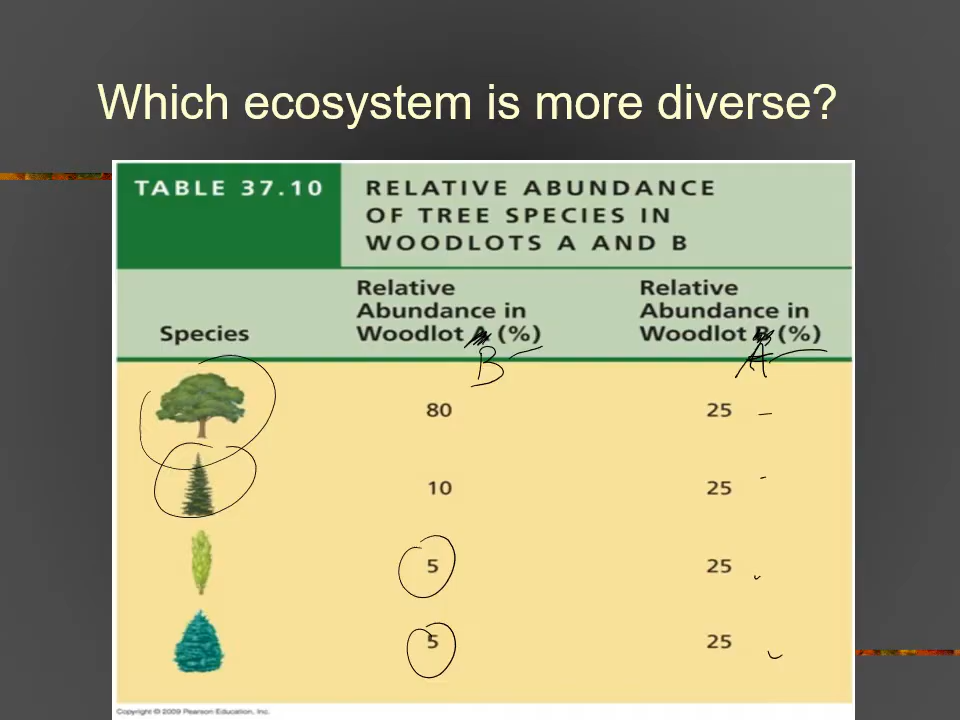 Which ecosystem is more diverse?
TABLE 37.10
RELATIVE ABUNDANCE
OF TREE SPECIES IN
WOODLOTS A AND B
Species
Relative
Abundance in
Woodlot A (%)
B
Relative
Abundance in
Woodlot B (%)
A
80 25
10 25
5 25
5 25
Copyright © 2009 Pearson Education, Inc.